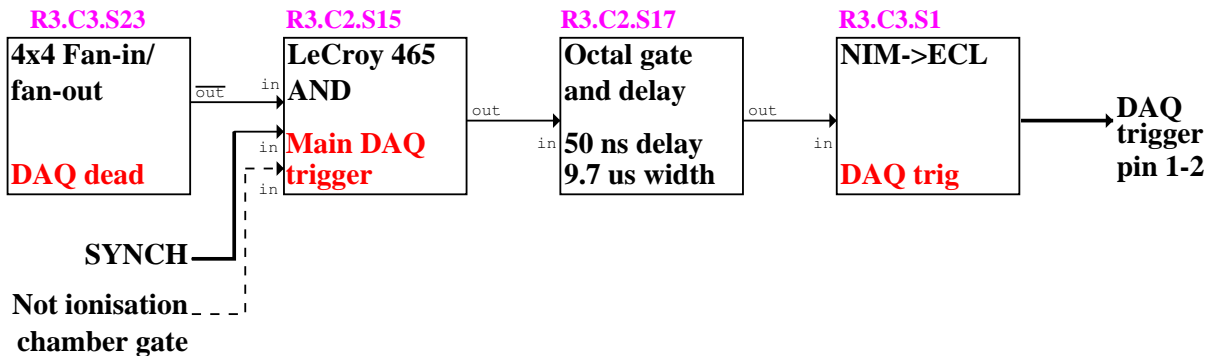 R3.C3.S23
4x4 Fan-in/
fan-out
DAQ dead
out
R3.C2.S15
LeCroy 465
AND
Main DAQ
trigger
in
in
in
out
R3.C2.S17
Octal gate
and delay
50 ns delay
9.7 us width
in
out
R3.C3.S1
NIM->ECL
DAQ trig
in
DAQ
trigger
pin 1-2
SYNCH
Not ionisation
chamber gate